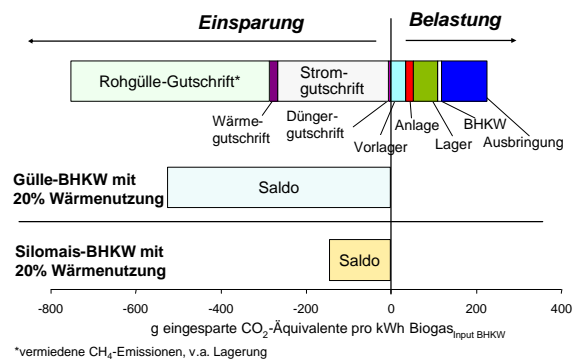 Einsparung
Belastung
Rohgülle-Gutschrift*
Strom-
gutschrift
Wärme-
gutschrift
Dünger-
gutschrift
Vorlager
Anlage
Lager
BHKW
Ausbringung
Gülle-BHKW mit
20% Wärmenutzung
Saldo
Silomais-BHKW mit
20% Wärmenutzung
Saldo
-800 -600 -400 -200 0 200 400
g eingesparte CO2-Äquivalente pro kWh Biogas Input BHKW
*vermiedene CH4-Emissionen, v.a. Lagerung